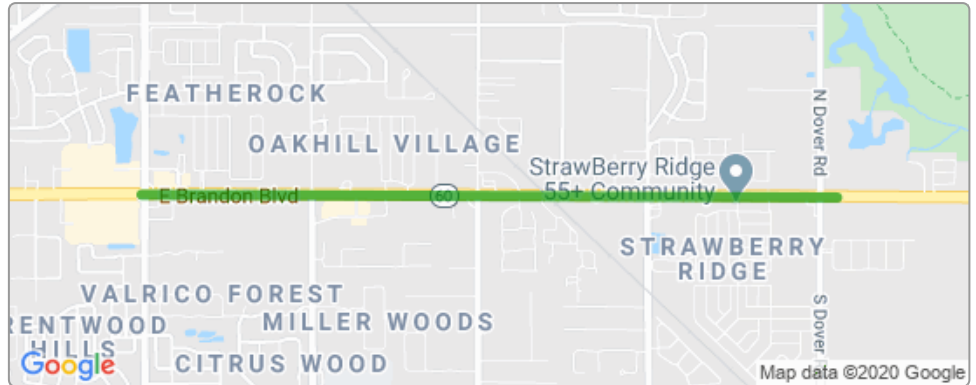 FEATHEROCK
OAKHILL VILLAGE
N Dover Rd
StrawBerry Ridge
55+ Community
E Brandon Blvd
60
STRAWBERRY
RIDGE
VALRICO FOREST
RENTWOOD
HILLS
MILLER WOODS
S Dover
CITRUS WOOD
Google
Map data ©2020 Google